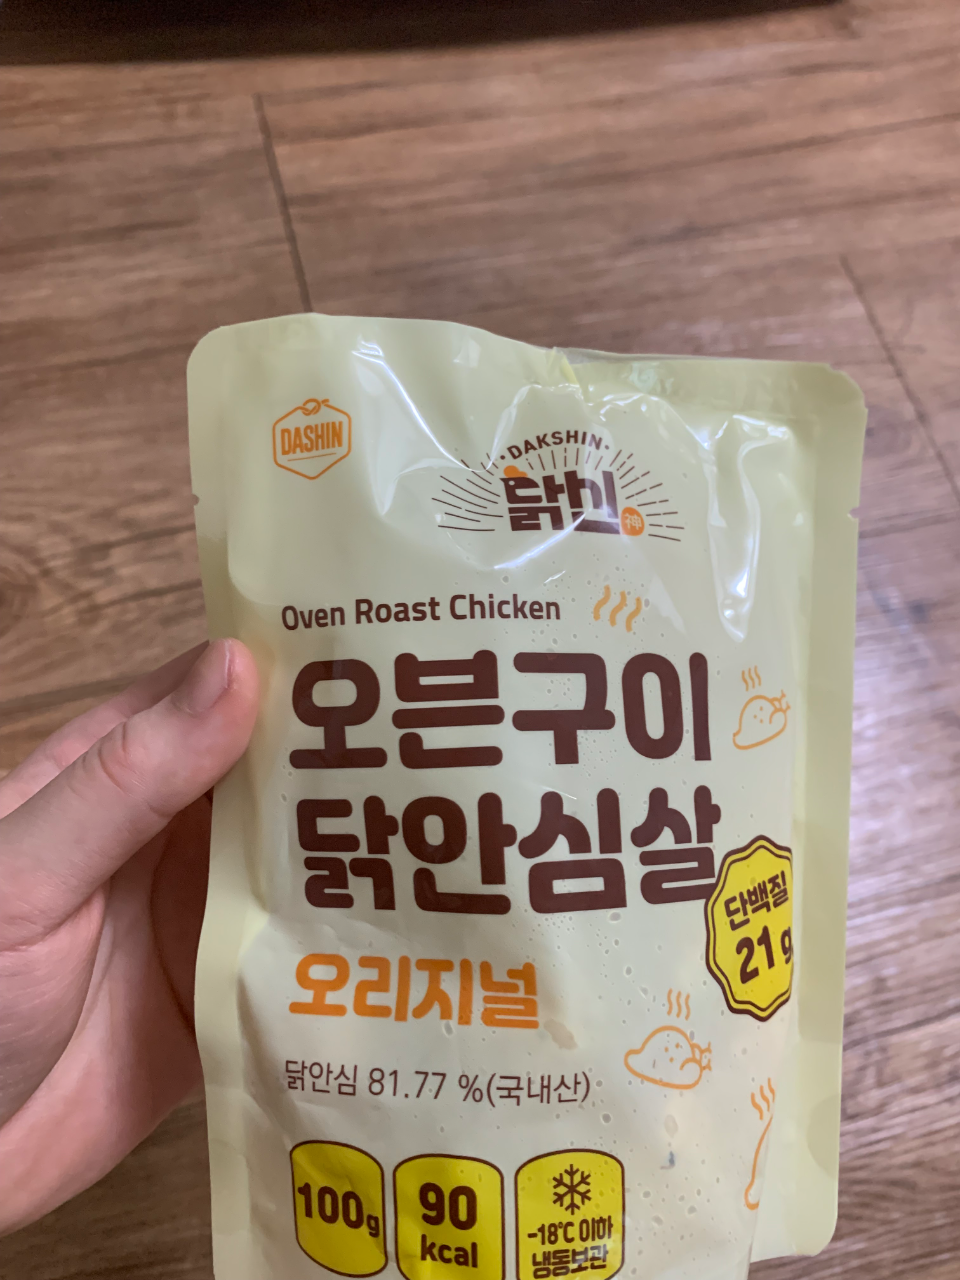 DASHIN
DAKSHIN
닭신
神
Oven Roast Chicken
오븐구이
닭안심살
단백질
21g
오리지널
닭안심 81.77 %(국내산)
100g
90
kcal
-18℃ 이하
냉동보관